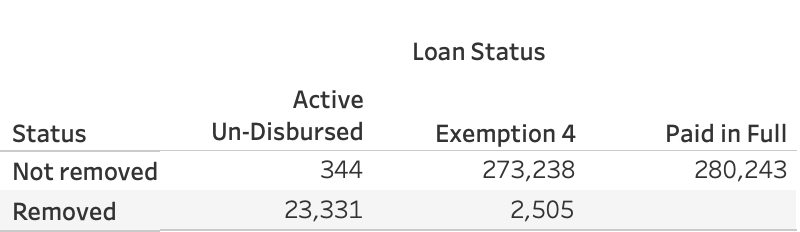 Loan Status
Active
Status Un-Disbursed Exemption 4 Paid in Full
Not removed 344 273,238 280,243
Removed 23,331 2,505